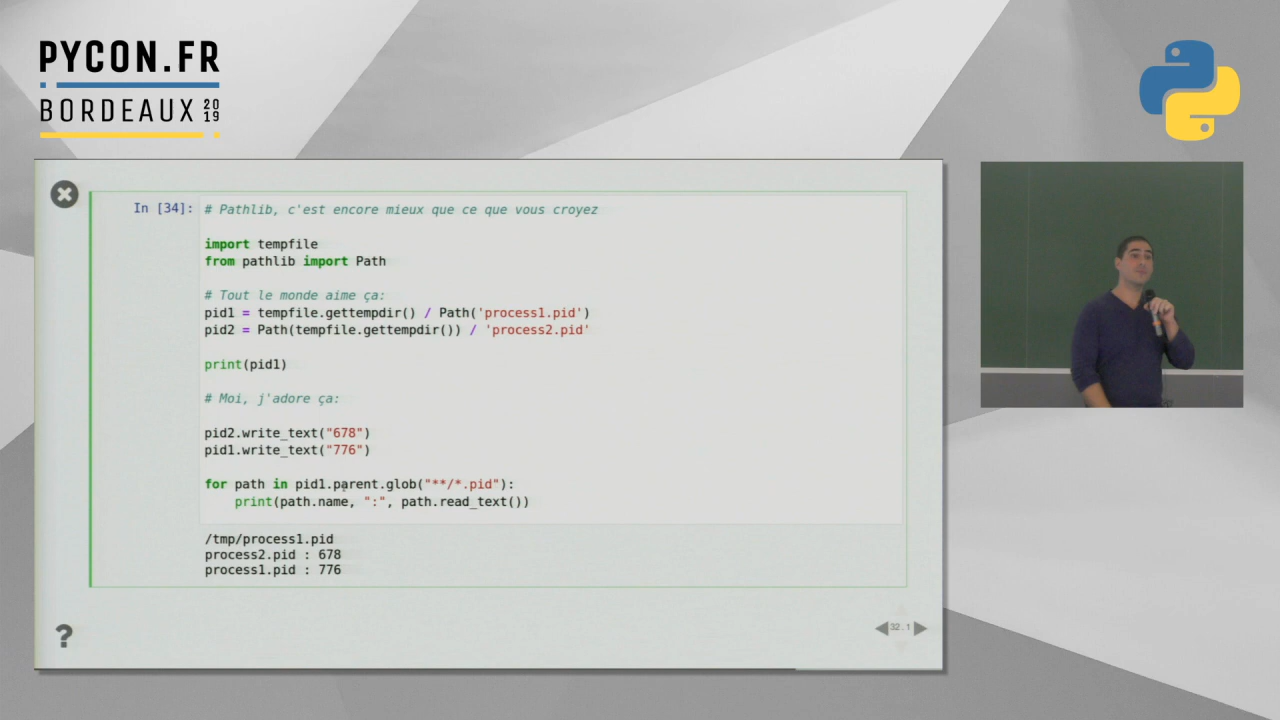 PYCON.FR
BORDEAUX 2019
In [34]: # Pathlib, c'est encore mieux que ce que vous croyez
import tempfile
from pathlib import Path
# Tout le monde aime ça:
pid1 = tempfile.gettempdir() / Path('process1.pid')
pid2 = Path(tempfile.gettempdir()) / 'process2.pid'
print(pid1)
# Moi, j'adore ça:
pid2.write_text("678")
pid1.write_text("776")
for path in pid1.parent.glob("**/*.pid"):
    print(path.name, ":", path.read_text())
/tmp/process1.pid
process2.pid : 678
process1.pid : 776
?
32.1